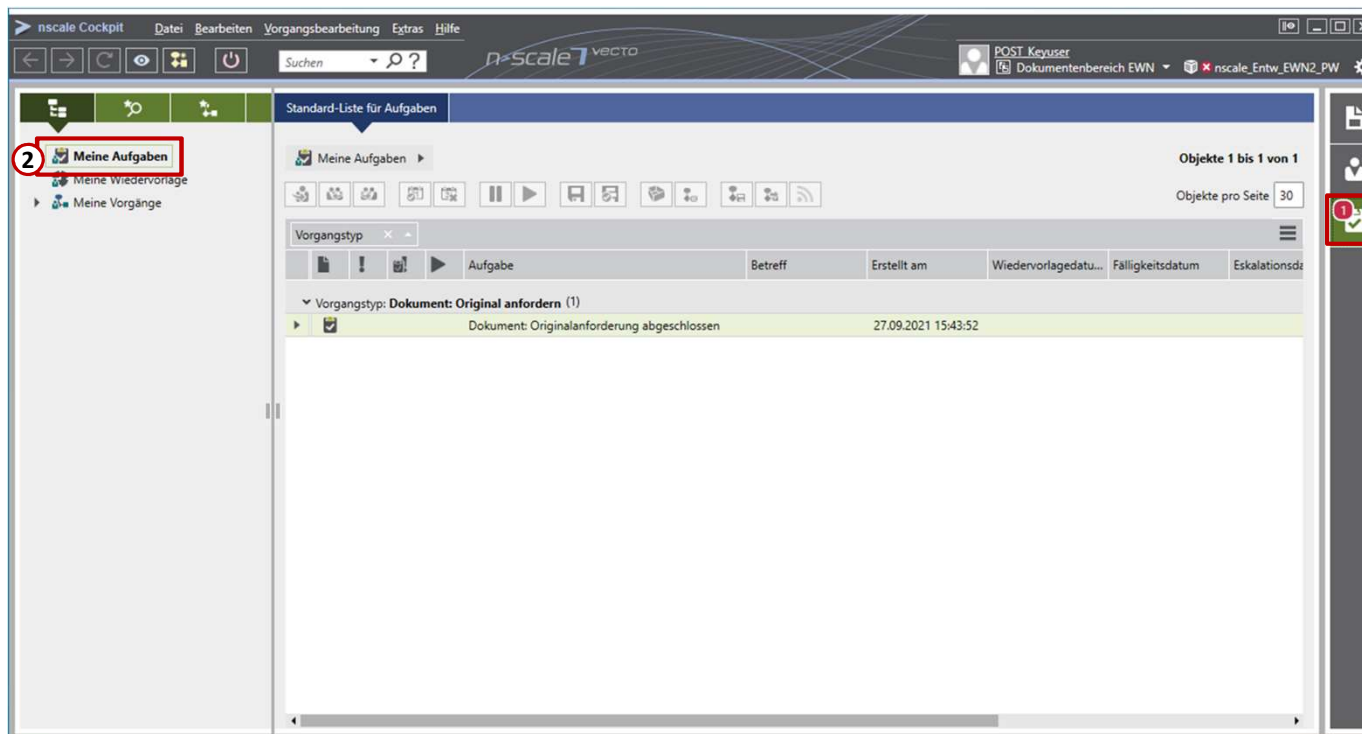 nscale Cockpit Datei Bearbeiten Vorgangsbearbeitung Extras Hilfe
Suchen ? n-scale 7 vecto POST Keyuser
Dokumentenbereich EWN nscale_Entw_EWN2_PW
Standard-Liste für Aufgaben
2 Meine Aufgaben
Meine Wiedervorlage
Meine Vorgänge
Meine Aufgaben Objekte 1 bis 1 von 1
Objekte pro Seite 30
1
Vorgangstyp
Aufgabe Betreff Erstellt am Wiedervorlagedatu... Fälligkeitsdatum Eskalationsda
Vorgangstyp: Dokument: Original anfordern (1)
Dokument: Originalanforderung abgeschlossen 27.09.2021 15:43:52